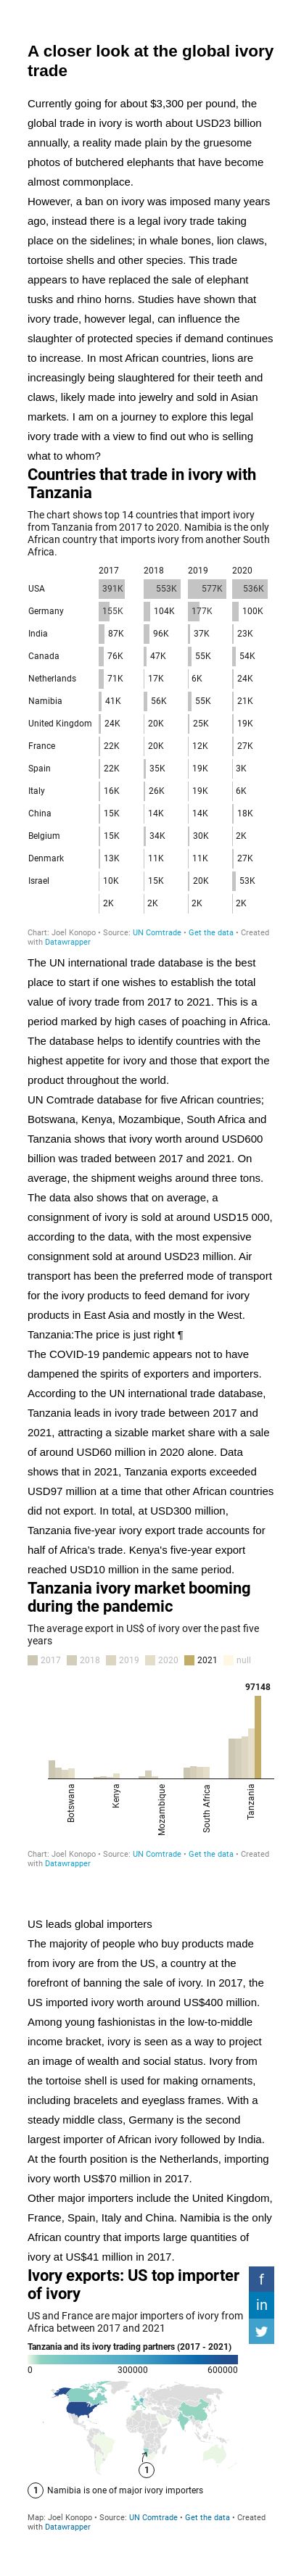 A closer look at the global ivory
trade
Currently going for about $3,300 per pound, the
global trade in ivory is worth about USD23 billion
annually, a reality made plain by the gruesome
photos of butchered elephants that have become
almost commonplace.
However, a ban on ivory was imposed many years
ago, instead there is a legal ivory trade taking
place on the sidelines; in whale bones, lion claws,
tortoise shells and other species. This trade
appears to have replaced the sale of elephant
tusks and rhino horns. Studies have shown that
ivory trade, however legal, can influence the
slaughter of protected species if demand continues
to increase. In most African countries, lions are
increasingly being slaughtered for their teeth and
claws, likely made into jewelry and sold in Asian
markets. I am on a journey to explore this legal
ivory trade with a view to find out who is selling
what to whom?
Countries that trade in ivory with
Tanzania
The chart shows top 14 countries that import ivory
from Tanzania from 2017 to 2020. Namibia is the only
African country that imports ivory from another South
Africa.
2017 2018 2019 2020
USA 391K 553K 577K 536K
Germany 155K 104K 177K 100K
India 87K 96K 37K 23K
Canada 76K 47K 55K 54K
Netherlands 71K 17K 6K 24K
Namibia 41K 56K 55K 21K
United Kingdom 24K 20K 25K 19K
France 22K 20K 12K 27K
Spain 22K 35K 19K 3K
Italy 16K 26K 19K 6K
China 15K 14K 14K 18K
Belgium 15K 34K 30K 2K
Denmark 13K 11K 11K 27K
Israel 10K 15K 20K 53K
2K 2K 2K 2K
Chart: Joel Konopo • Source: UN Comtrade • Get the data • Created
with Datawrapper
The UN international trade database is the best
place to start if one wishes to establish the total
value of ivory trade from 2017 to 2021. This is a
period marked by high cases of poaching in Africa.
The database helps to identify countries with the
highest appetite for ivory and those that export the
product throughout the world.
UN Comtrade database for five African countries;
Botswana, Kenya, Mozambique, South Africa and
Tanzania shows that ivory worth around USD600
billion was traded between 2017 and 2021. On
average, the shipment weighs around three tons.
The data also shows that on average, a
consignment of ivory is sold at around USD15 000,
according to the data, with the most expensive
consignment sold at around USD23 million. Air
transport has been the preferred mode of transport
for the ivory products to feed demand for ivory
products in East Asia and mostly in the West.
Tanzania:The price is just right ¶
The COVID-19 pandemic appears not to have
dampened the spirits of exporters and importers.
According to the UN international trade database,
Tanzania leads in ivory trade between 2017 and
2021, attracting a sizable market share with a sale
of around USD60 million in 2020 alone. Data
shows that in 2021, Tanzania exports exceeded
USD97 million at a time that other African countries
did not export. In total, at USD300 million,
Tanzania five-year ivory export trade accounts for
half of Africa's trade. Kenya's five-year export
reached USD10 million in the same period.
Tanzania ivory market booming
during the pandemic
The average export in US$ of ivory over the past five
years
2017 2018 2019 2020 2021 null
97148
Botswana
Kenya
Mozambique
South Africa
Tanzania
Chart: Joel Konopo • Source: UN Comtrade • Get the data • Created
with Datawrapper
US leads global importers
The majority of people who buy products made
from ivory are from the US, a country at the
forefront of banning the sale of ivory. In 2017, the
US imported ivory worth around US$400 million.
Among young fashionistas in the low-to-middle
income bracket, ivory is seen as a way to project
an image of wealth and social status. Ivory from
the tortoise shell is used for making ornaments,
including bracelets and eyeglass frames. With a
steady middle class, Germany is the second
largest importer of African ivory followed by India.
At the fourth position is the Netherlands, importing
ivory worth US$70 million in 2017.
Other major importers include the United Kingdom,
France, Spain, Italy and China. Namibia is the only
African country that imports large quantities of
ivory at US$41 million in 2017.
Ivory exports: US top importer
of ivory
f
in
US and France are major importers of ivory from
Africa between 2017 and 2021
Tanzania and its ivory trading partners (2017 - 2021)
0 300000 600000
1
1 Namibia is one of major ivory importers
Map: Joel Konopo • Source: UN Comtrade • Get the data • Created
with Datawrapper